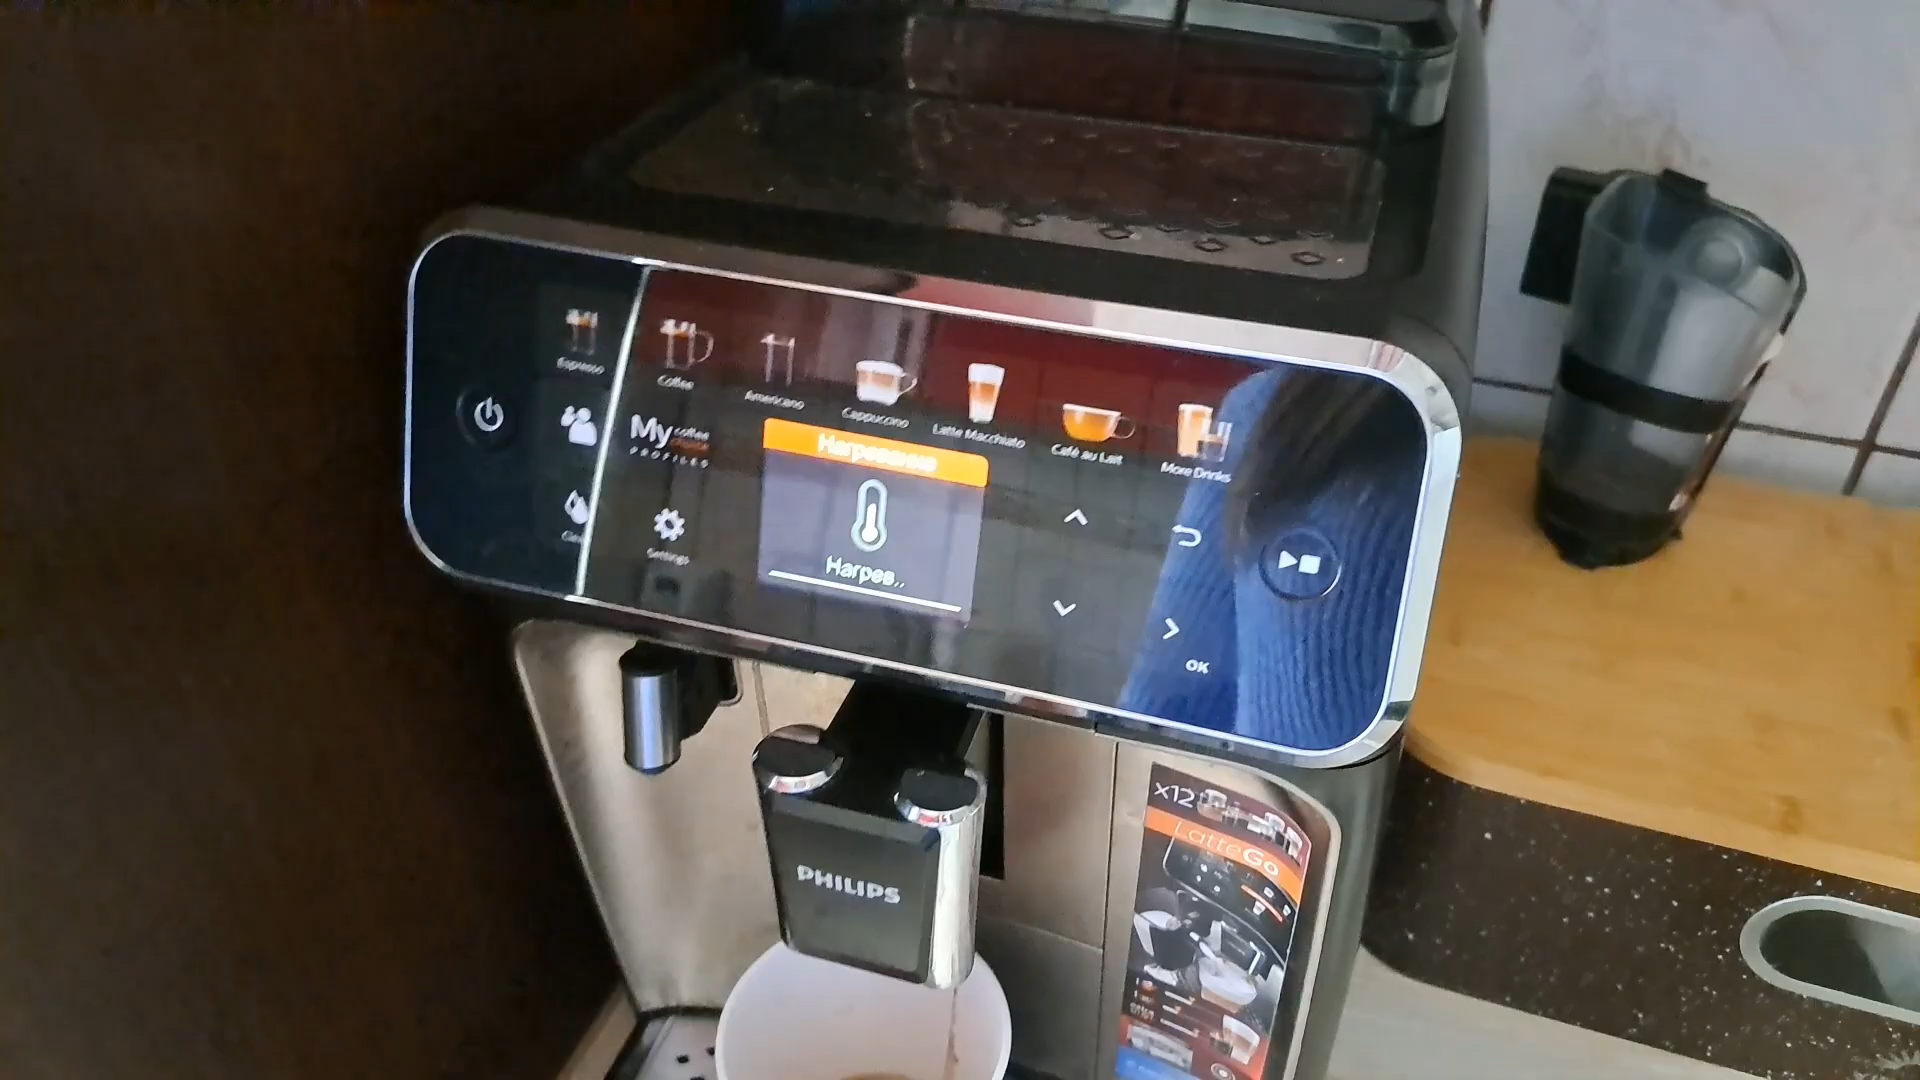 Espresso
Coffee
Americano
Cappuccino
Latte Macchiato
Café au Lait
More Drinks
My coffee choice
PROFILES
Нагревание
Нагрев..
Clean
Settings
OK
PHILIPS
x12
LatteGo